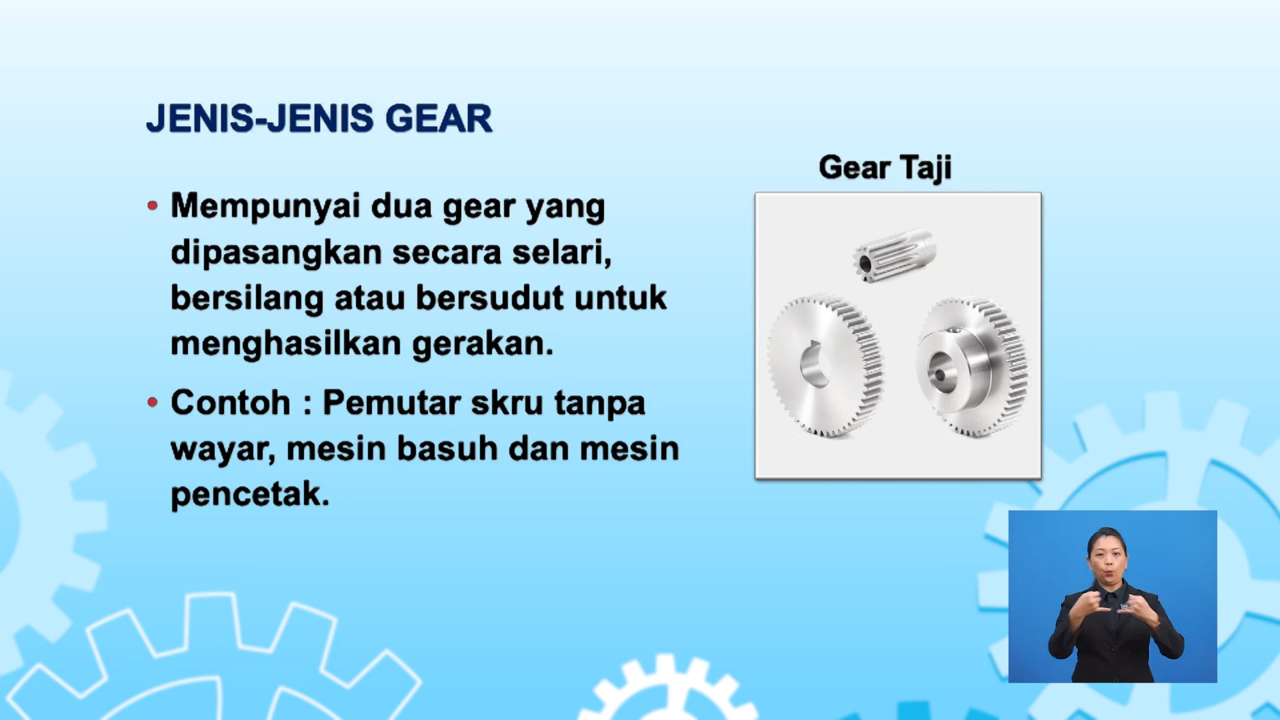 JENIS-JENIS GEAR
Gear Taji
• Mempunyai dua gear yang
dipasangkan secara selari,
bersilang atau bersudut untuk
menghasilkan gerakan.
• Contoh : Pemutar skru tanpa
wayar, mesin basuh dan mesin
pencetak.